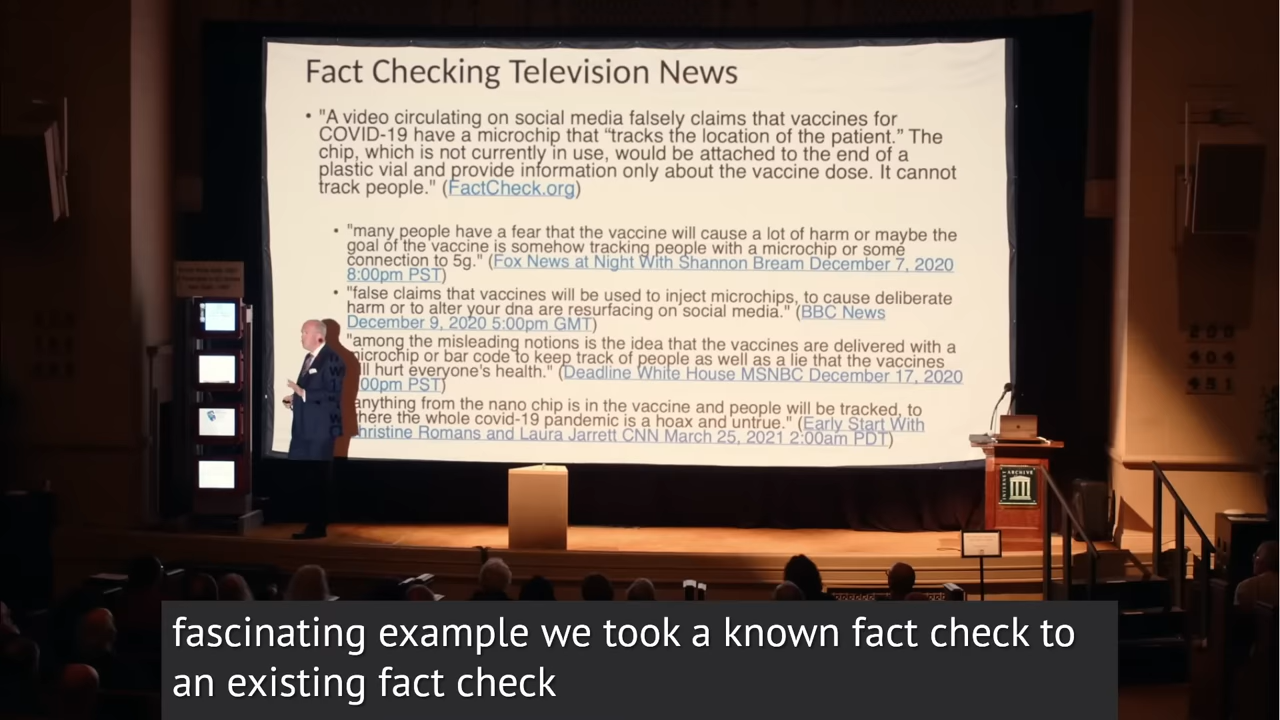 Fact Checking Television News
• "A video circulating on social media falsely claims that vaccines for
COVID-19 have a microchip that “tracks the location of the patient.” The
chip, which is not currently in use, would be attached to the end of a
plastic vial and provide information only about the vaccine dose. It cannot
track people." (FactCheck.org)
• "many people have a fear that the vaccine will cause a lot of harm or maybe the
goal of the vaccine is somehow tracking people with a microchip or some
connection to 5g." (Fox News at Night With Shannon Bream December 7, 2020
8:00pm PST)
• "false claims that vaccines will be used to inject microchips, to cause deliberate
harm or to alter your dna are resurfacing on social media." (BBC News
December 9, 2020 5:00pm GMT)
"among the misleading notions is the idea that the vaccines are delivered with a
microchip or bar code to keep track of people as well as a lie that the vaccines
will hurt everyone's health." (Deadline White House MSNBC December 17, 2020
:00pm PST)
anything from the nano chip is in the vaccine and people will be tracked, to
where the whole covid-19 pandemic is a hoax and untrue." (Early Start With
Christine Romans and Laura Jarrett CNN March 25, 2021 2:00am PDT)
INTERNET ARCHIVE
fascinating example we took a known fact check to
an existing fact check